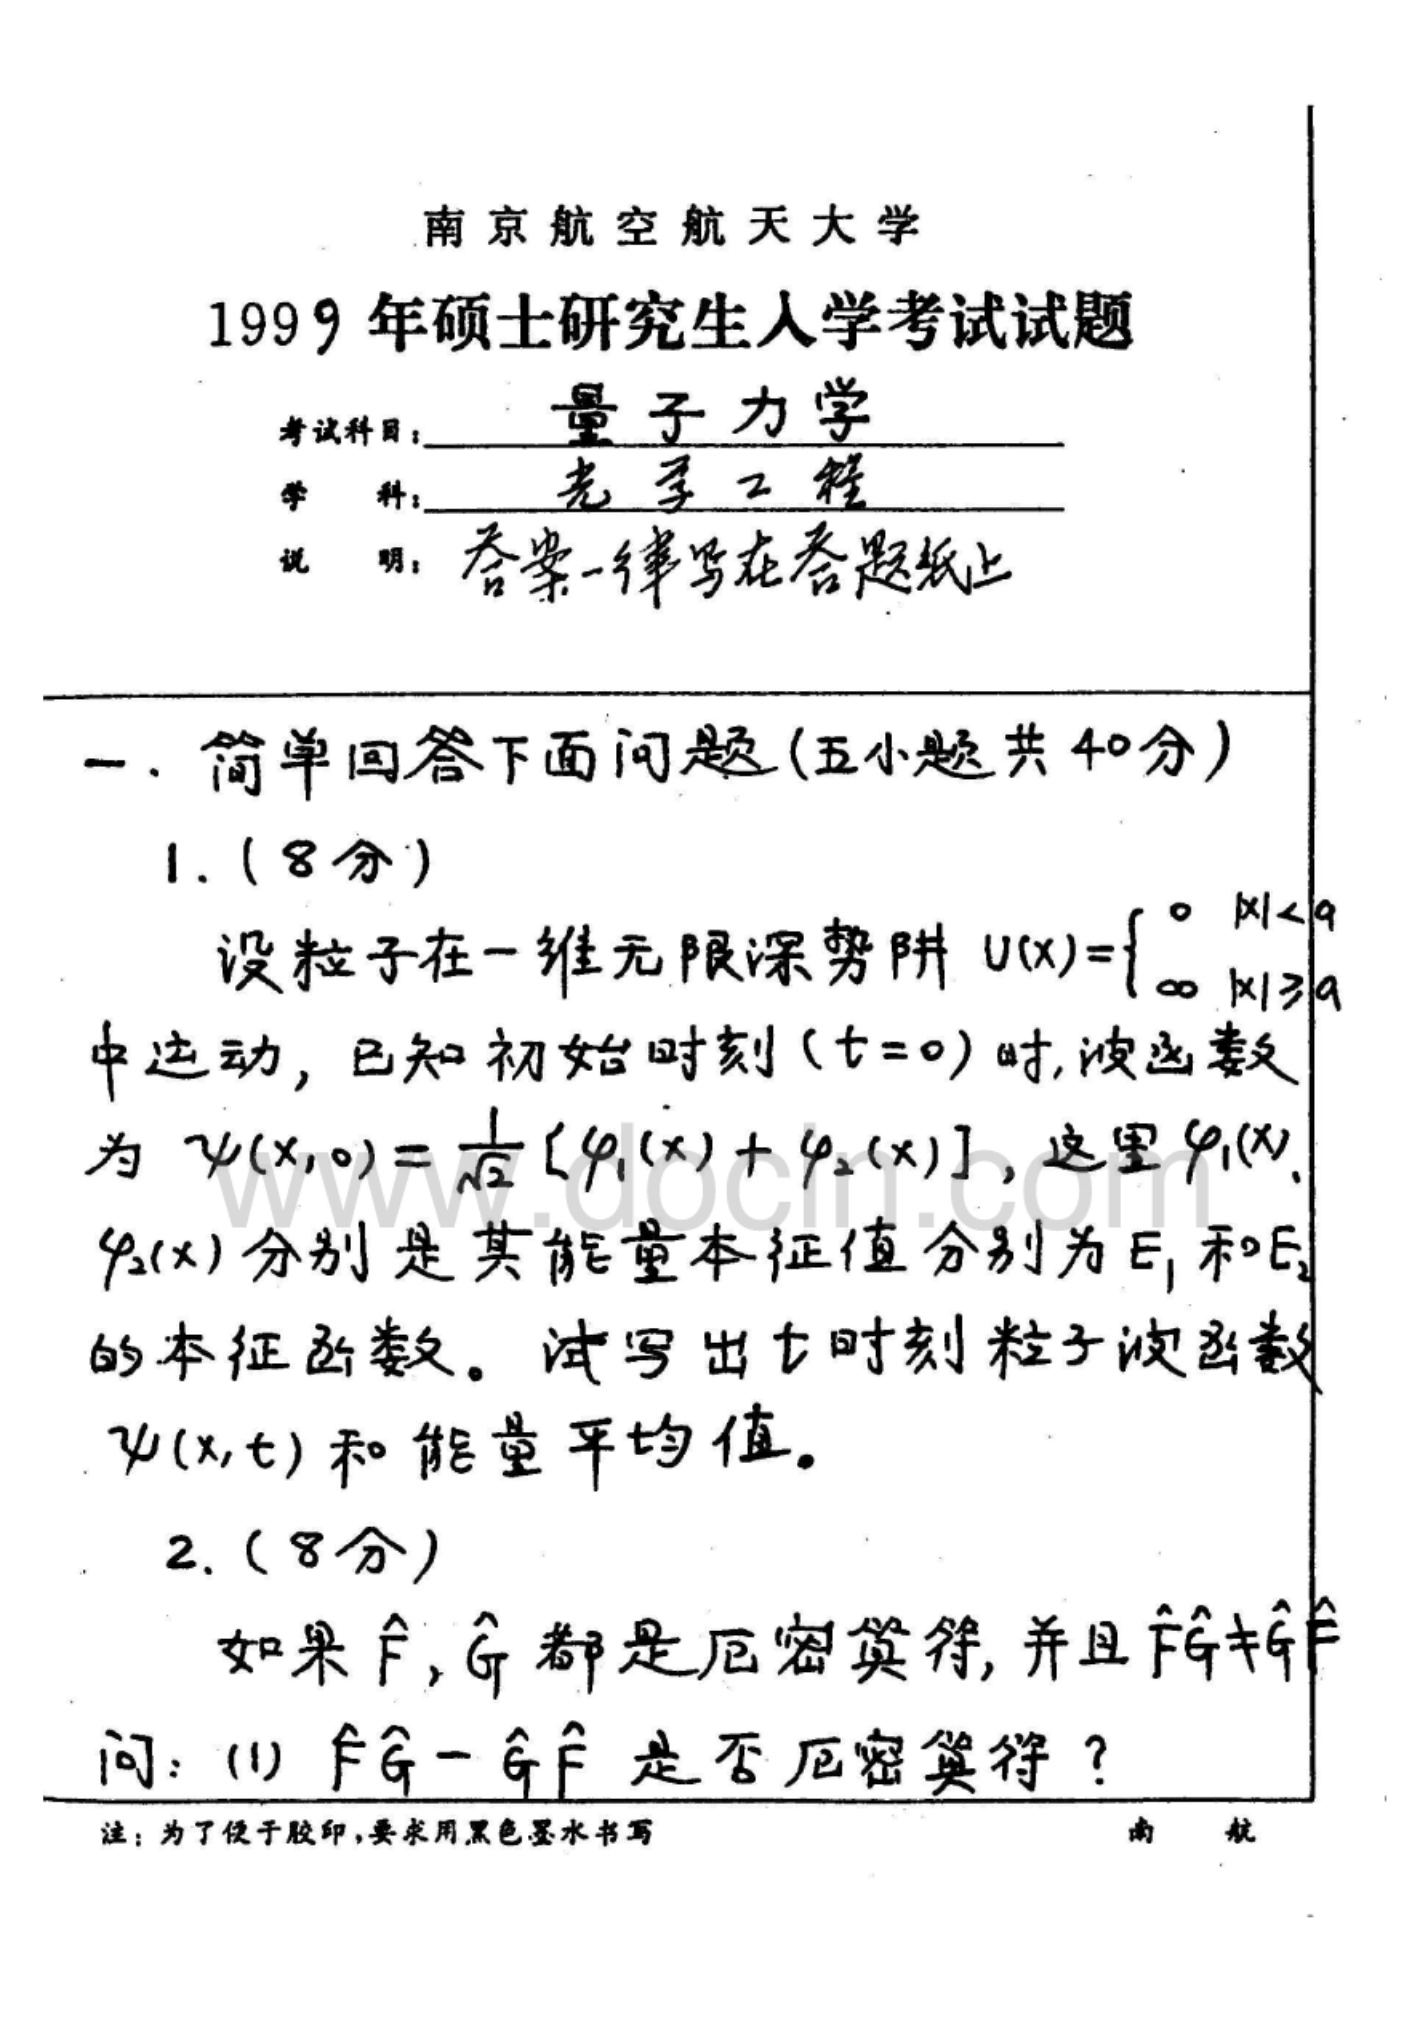 南京航空航天大学
1999年硕士研究生入学考试试题
考试科目: 量子力学
学 科: 光学工程
说 明: 答案一律写在答题纸上
一. 简单回答下面问题(五小题共40分)
1.(8分)
设粒子在一维无限深势阱 U(x)={ 0 |x|<a
∞ |x|≥a
中运动, 已知初始时刻(t=0)时,波函数
为 ψ(x,0)=1/√2 [φ₁(x)+φ₂(x)], 这里φ₁(x)、
φ₂(x)分别是其能量本征值分别为E₁和E₂
的本征函数。试写出t时刻粒子波函数
ψ(x,t)和能量平均值。
2.(8分)
如果 F̂, Ĝ 都是厄密算符, 并且F̂Ĝ≠ĜF̂
问: (1) F̂Ĝ-ĜF̂ 是否厄密算符?
注: 为了便于胶印,要求用黑色墨水书写
南 航
www.docin.com